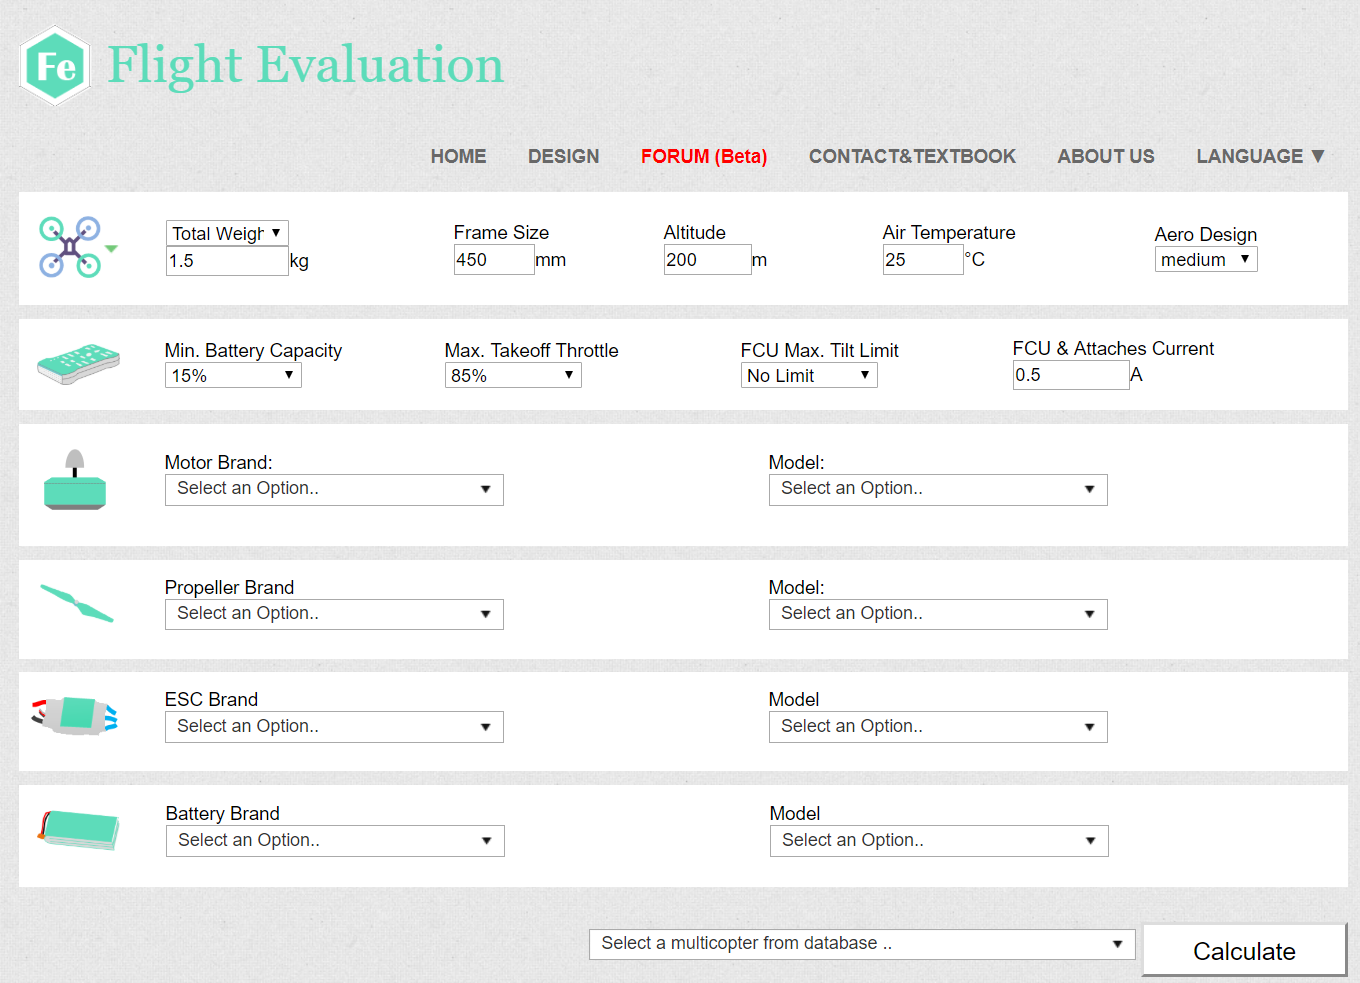 Fe Flight Evaluation
HOME DESIGN FORUM (Beta) CONTACT&TEXTBOOK ABOUT US LANGUAGE ▼
Total Weigh ▼ Frame Size Altitude Air Temperature Aero Design
1.5 kg 450 mm 200 m 25 °C medium ▼
Min. Battery Capacity Max. Takeoff Throttle FCU Max. Tilt Limit FCU & Attaches Current
15% ▼ 85% ▼ No Limit ▼ 0.5 A
Motor Brand: Model:
Select an Option.. ▼ Select an Option.. ▼
Propeller Brand Model:
Select an Option.. ▼ Select an Option.. ▼
ESC Brand Model
Select an Option.. ▼ Select an Option.. ▼
Battery Brand Model
Select an Option.. ▼ Select an Option.. ▼
Select a multicopter from database .. ▼ Calculate